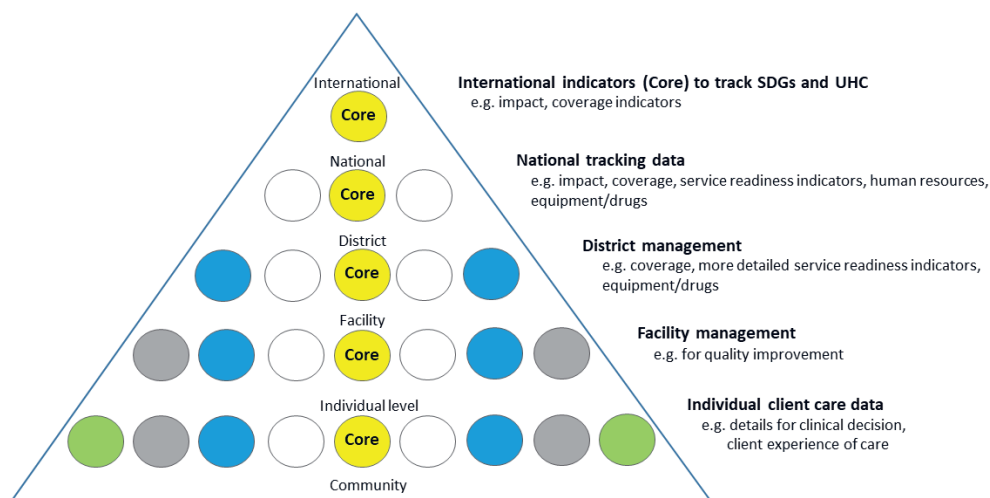 International
Core
International indicators (Core) to track SDGs and UHC
e.g. impact, coverage indicators
National
Core
National tracking data
e.g. impact, coverage, service readiness indicators, human resources,
equipment/drugs
District
Core
District management
e.g. coverage, more detailed service readiness indicators,
equipment/drugs
Facility
Core
Facility management
e.g. for quality improvement
Individual level
Core
Individual client care data
e.g. details for clinical decision,
client experience of care
Community